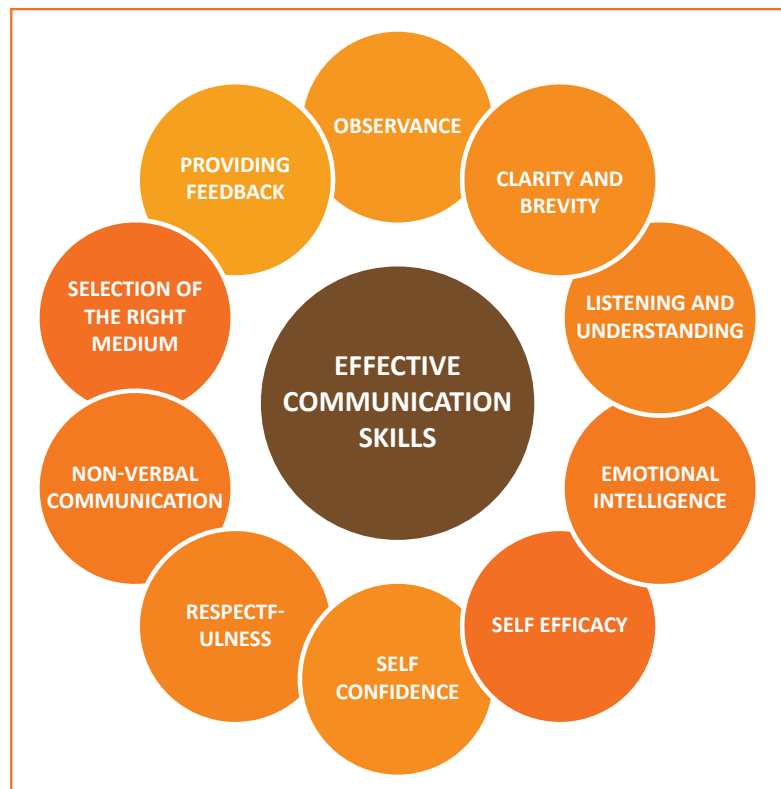 OBSERVANCE
CLARITY AND
BREVITY
LISTENING AND
UNDERSTANDING
EMOTIONAL
INTELLIGENCE
SELF EFFICACY
SELF
CONFIDENCE
RESPECTF-
ULNESS
NON-VERBAL
COMMUNICATION
SELECTION OF
THE RIGHT
MEDIUM
PROVIDING
FEEDBACK
EFFECTIVE
COMMUNICATION
SKILLS